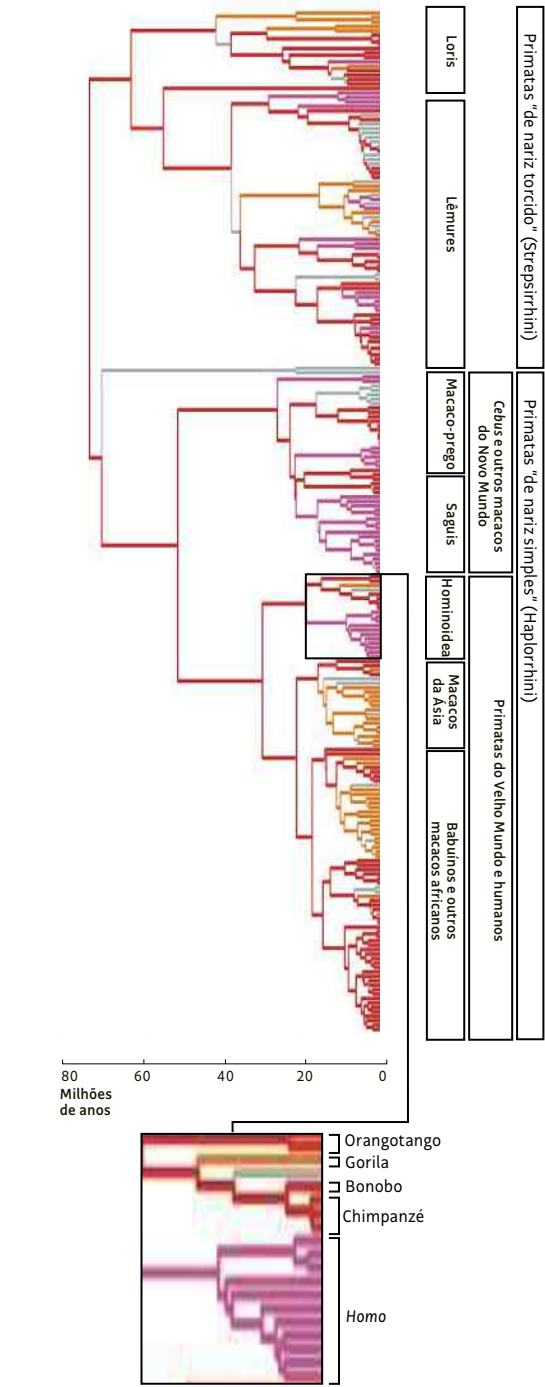 Primatas “de nariz torcido” (Strepsirrhini)
Loris
Lêmures
Primatas “de nariz simples” (Haplorrhini)
Cebus e outros macacos
do Novo Mundo
Macaco-prego
Saguis
Primatas do Velho Mundo e humanos
Hominoidea
Macacos
da Ásia
Babuínos e outros
macacos africanos
80 60 40 20 0
Milhões
de anos
Orangotango
Gorila
Bonobo
Chimpanzé
Homo